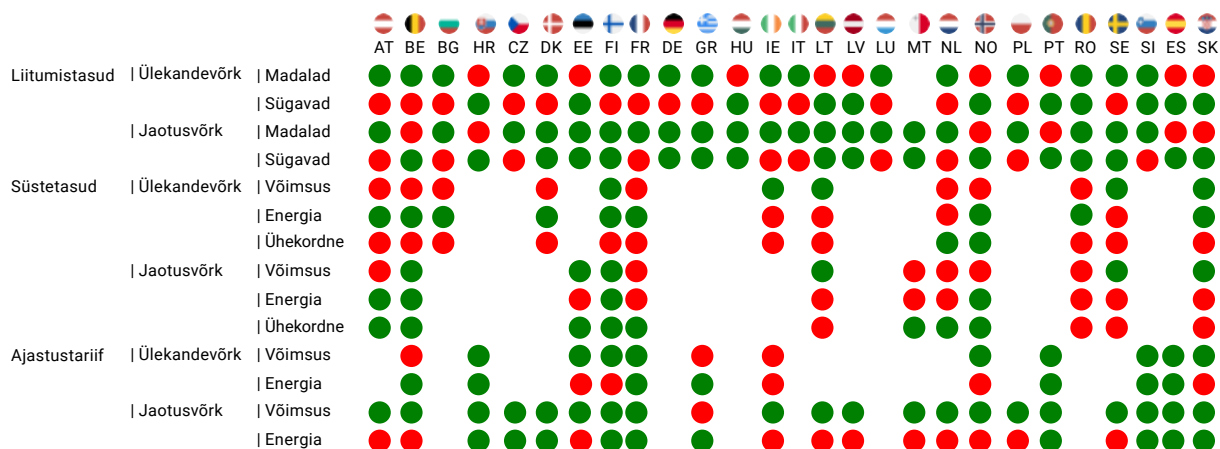 AT BE BG HR CZ DK EE FI FR DE GR HU IE IT LT LV LU MT NL NO PL PT RO SE SI ES SK
Liitumistasud | Ülekandevõrk | Madalad
| Sügavad
| Jaotusvõrk | Madalad
| Sügavad
Süstetasud | Ülekandevõrk | Võimsus
| Energia
| Ühekordne
| Jaotusvõrk | Võimsus
| Energia
| Ühekordne
Ajastustariif | Ülekandevõrk | Võimsus
| Energia
| Jaotusvõrk | Võimsus
| Energia